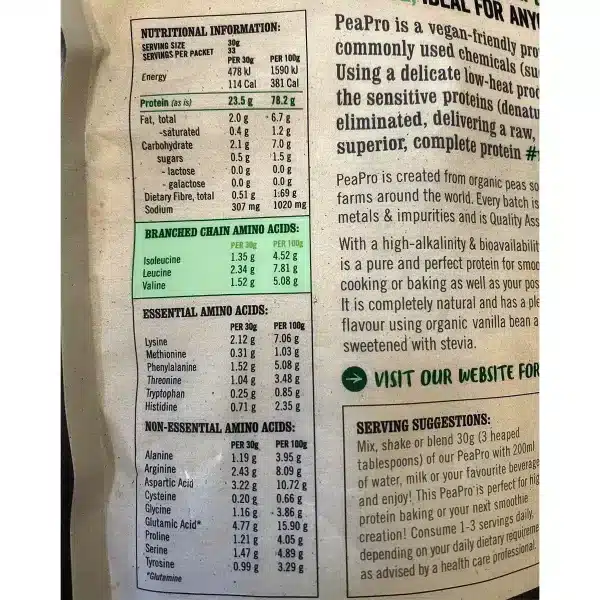 NUTRITIONAL INFORMATION:
SERVING SIZE 30g
SERVINGS PER PACKET 33
PER 30g PER 100g
Energy 478 kJ 1590 kJ
114 Cal 381 Cal
Protein (as is) 23.5 g 78.2 g
Fat, total 2.0 g 6.7 g
-saturated 0.4 g 1.2 g
Carbohydrate 2.1 g 7.0 g
sugars 0.5 g 1.5 g
- lactose 0.0 g 0.0 g
- galactose 0.0 g 0.0 g
Dietary Fibre, total 0.51 g 1.69 g
Sodium 307 mg 1020 mg
BRANCHED CHAIN AMINO ACIDS:
PER 30g PER 100g
Isoleucine 1.35 g 4.52 g
Leucine 2.34 g 7.81 g
Valine 1.52 g 5.08 g
ESSENTIAL AMINO ACIDS:
PER 30g PER 100g
Lysine 2.12 g 7.06 g
Methionine 0.31 g 1.03 g
Phenylalanine 1.52 g 5.08 g
Threonine 1.04 g 3.48 g
Tryptophan 0.25 g 0.85 g
Histidine 0.71 g 2.35 g
NON-ESSENTIAL AMINO ACIDS:
PER 30g PER 100g
Alanine 1.19 g 3.95 g
Arginine 2.43 g 8.09 g
Aspartic Acid 3.22 g 10.72 g
Cysteine 0.20 g 0.66 g
Glycine 1.16 g 3.86 g
Glutamic Acid* 4.77 g 15.90 g
Proline 1.21 g 4.05 g
Serine 1.47 g 4.89 g
Tyrosine 0.99 g 3.29 g
*Glutamine
IDEAL FOR ANY
PeaPro is a vegan-friendly pro
commonly used chemicals (su
Using a delicate low-heat proc
the sensitive proteins (denatu
eliminated, delivering a raw,
superior, complete protein #
PeaPro is created from organic peas so
farms around the world. Every batch is
metals & impurities and is Quality Ass
With a high-alkalinity & bioavailabilit
is a pure and perfect protein for smoo
cooking or baking as well as your pos
It is completely natural and has a ple
flavour using organic vanilla bean a
sweetened with stevia.
VISIT OUR WEBSITE FOR
SERVING SUGGESTIONS:
Mix, shake or blend 30g (3 heaped
tablespoons) of our PeaPro with 200ml
of water, milk or your favourite beverage
and enjoy! This PeaPro is perfect for hig
protein baking or your next smoothie
creation! Consume 1-3 servings daily,
depending on your daily dietary requireme
as advised by a health care professional.